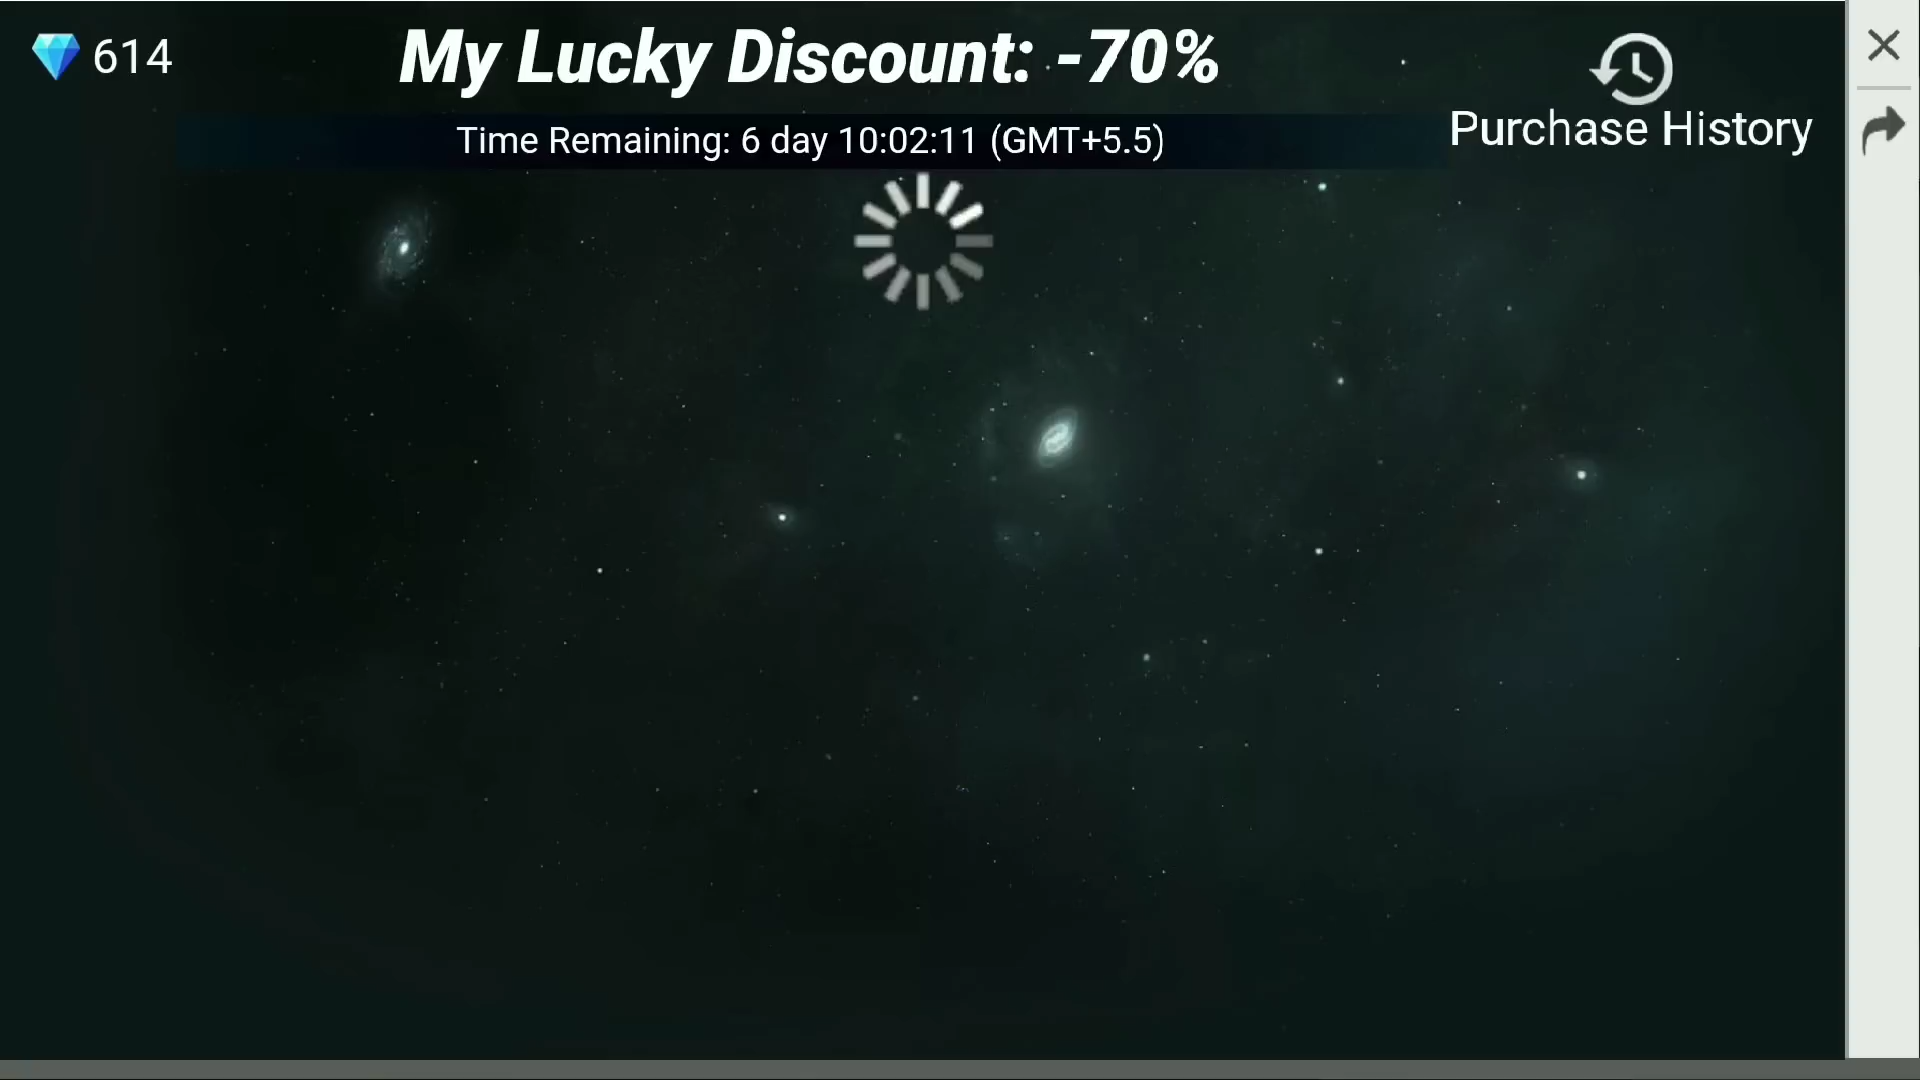 614
My Lucky Discount: -70%
Time Remaining: 6 day 10:02:11 (GMT+5.5)
Purchase History